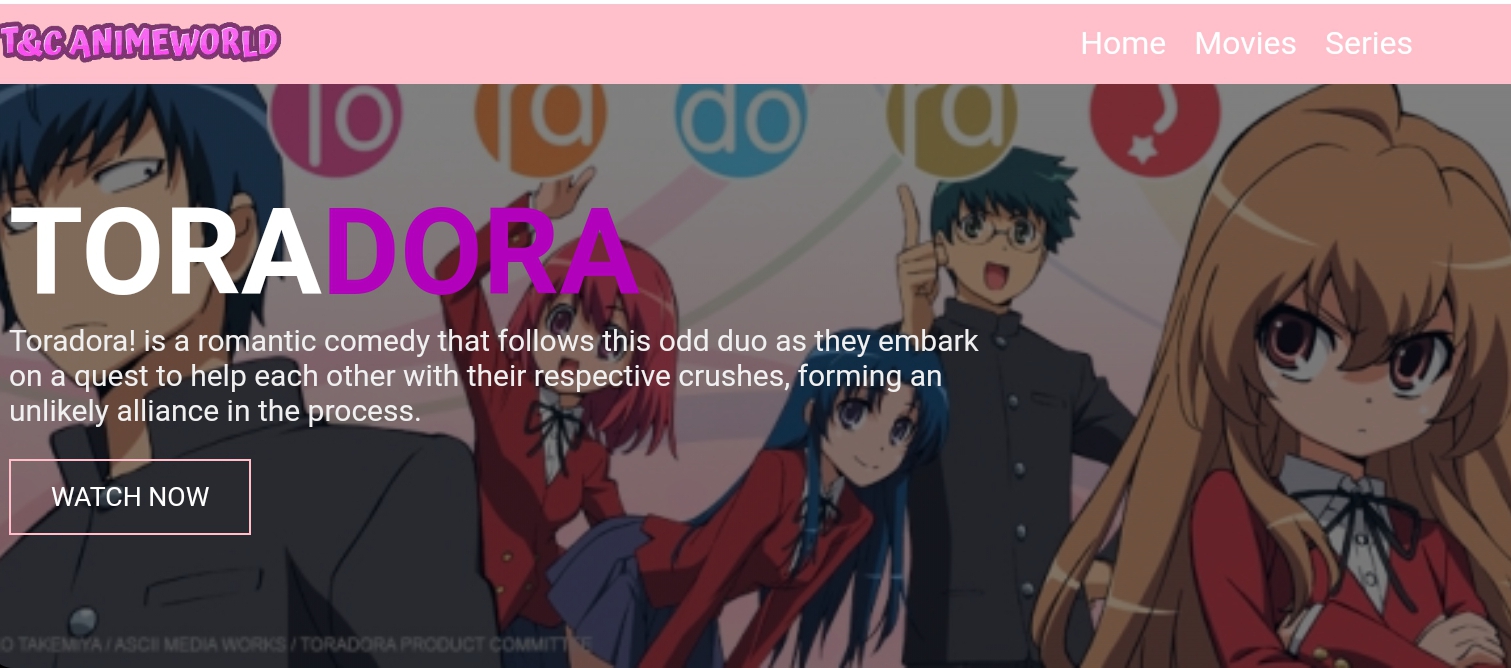 T&C ANIMEWORLD
Home Movies Series
To ra do ra
TORADORA
Toradora! is a romantic comedy that follows this odd duo as they embark
on a quest to help each other with their respective crushes, forming an
unlikely alliance in the process.
WATCH NOW
O TAKEMIYA / ASCII MEDIA WORKS / TORADORA PRODUCT COMMITTEE